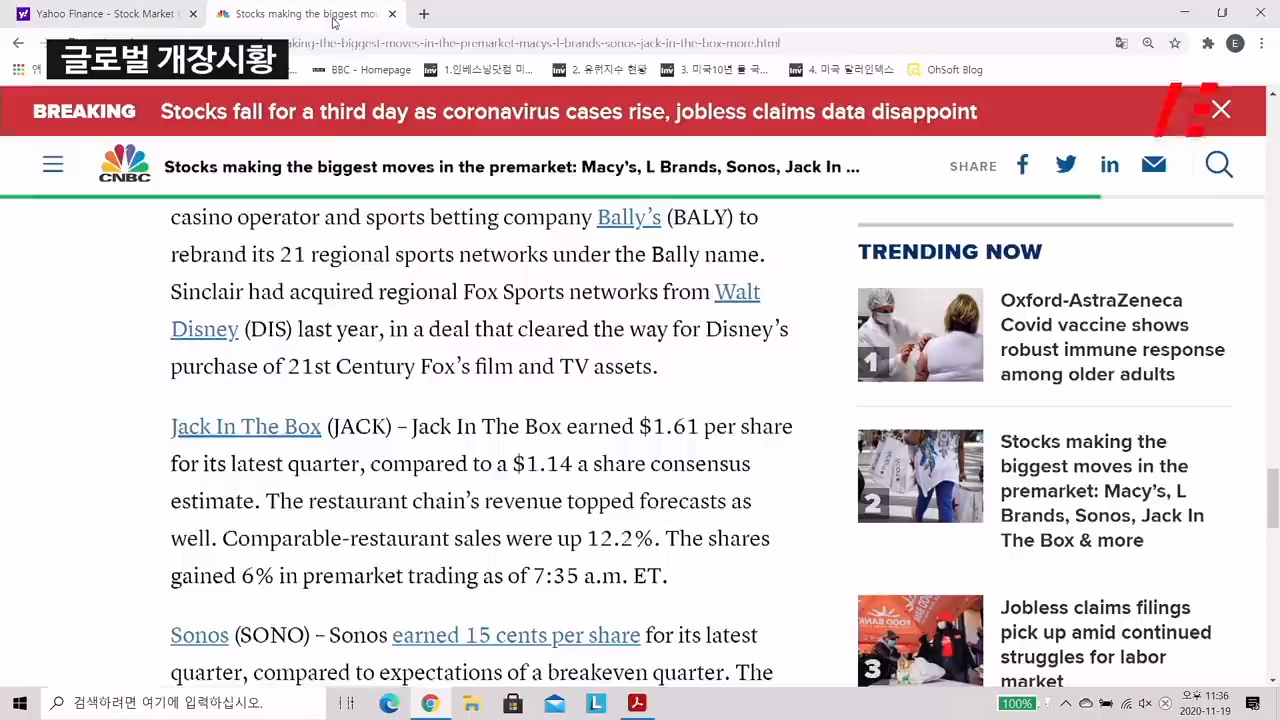 Yahoo Finance - Stock Market
Stocks making the biggest mov
글로벌 개장시황
aking-the-biggest-moves-in-the-premarket-macys-l-brands-sonos-jack-in-the-box-more.html
E
BBC - Homepage
1.인베스닝닷컴 미...
2. 유럽지수 현황
3. 미국10년 물 국...
4. 미국 달러인덱스
OhSoft Blog
BREAKING
Stocks fall for a third day as coronavirus cases rise, jobless claims data disappoint
CNBC
Stocks making the biggest moves in the premarket: Macy's, L Brands, Sonos, Jack In ...
SHARE
casino operator and sports betting company Bally's (BALY) to
rebrand its 21 regional sports networks under the Bally name.
Sinclair had acquired regional Fox Sports networks from Walt
Disney (DIS) last year, in a deal that cleared the way for Disney's
purchase of 21st Century Fox's film and TV assets.
Jack In The Box (JACK) – Jack In The Box earned $1.61 per share
for its latest quarter, compared to a $1.14 a share consensus
estimate. The restaurant chain's revenue topped forecasts as
well. Comparable-restaurant sales were up 12.2%. The shares
gained 6% in premarket trading as of 7:35 a.m. ET.
Sonos (SONO) – Sonos earned 15 cents per share for its latest
quarter, compared to expectations of a breakeven quarter. The
TRENDING NOW
1
Oxford-AstraZeneca
Covid vaccine shows
robust immune response
among older adults
2
Stocks making the
biggest moves in the
premarket: Macy's, L
Brands, Sonos, Jack In
The Box & more
FOOD BANK
3
Jobless claims filings
pick up amid continued
struggles for labor
market
검색하려면 여기에 입력하십시오.
100%
오후 11:36
2020-11-19